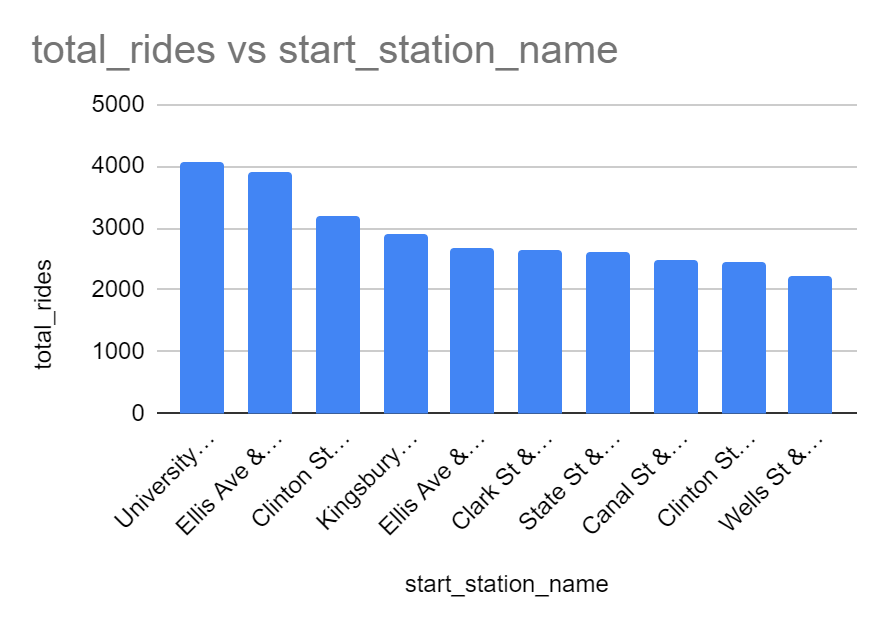 total_rides vs start_station_name
5000
4000
3000
2000
1000
0
total_rides
University…
Ellis Ave &…
Clinton St…
Kingsbury…
Ellis Ave &…
Clark St &…
State St &…
Canal St &…
Clinton St…
Wells St &…
start_station_name